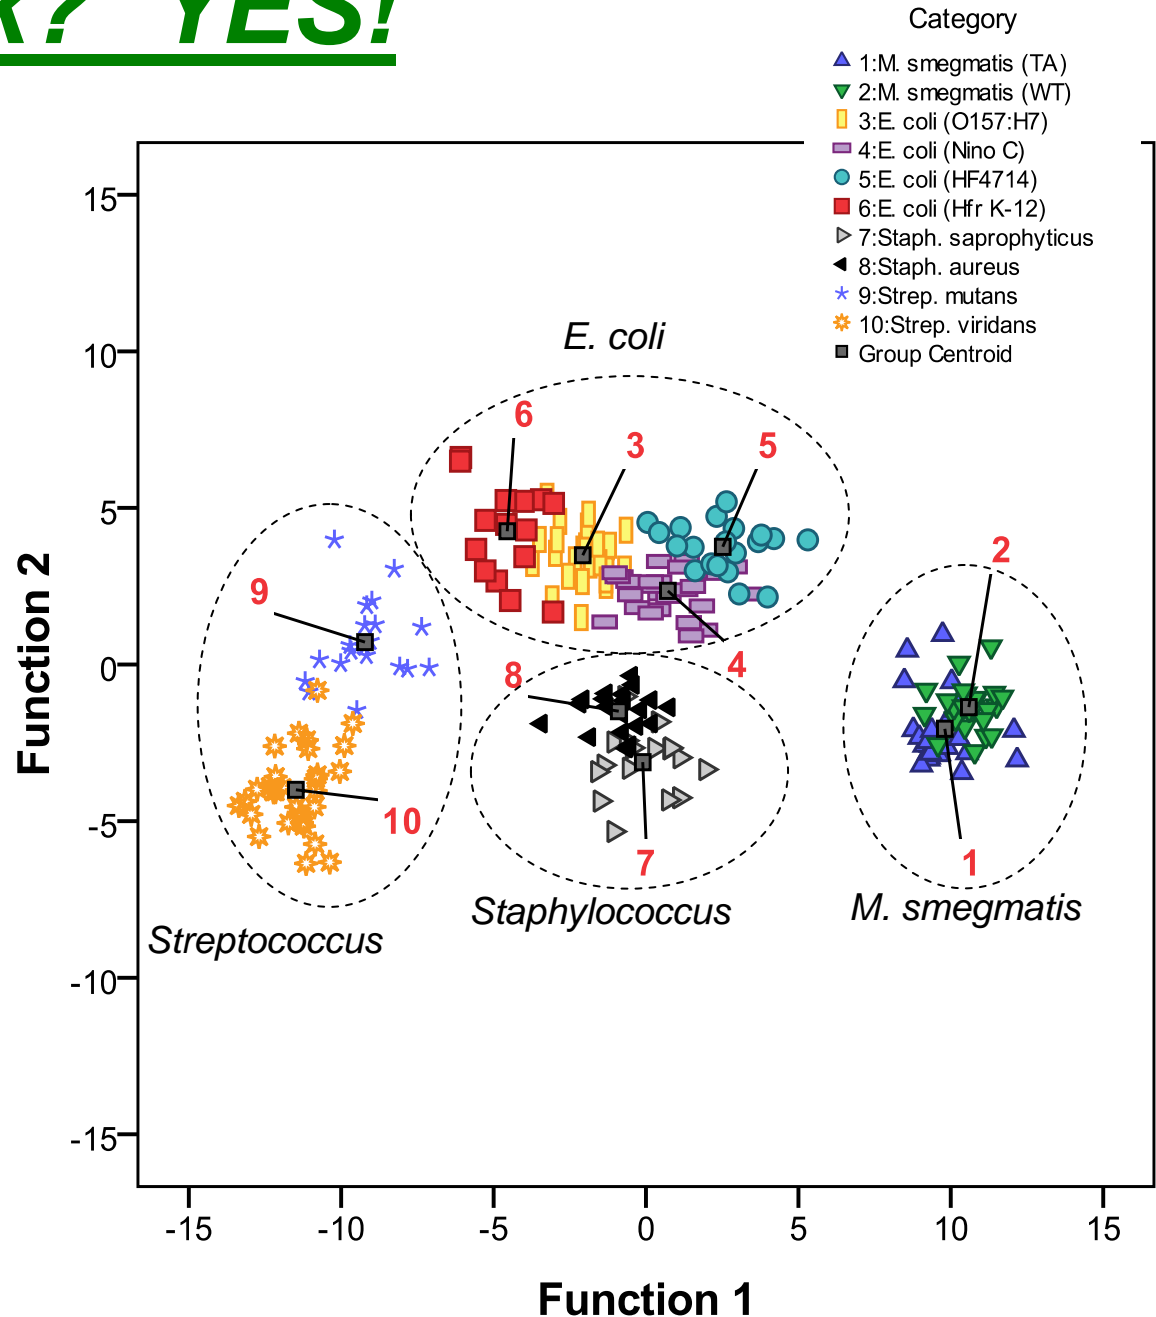 R? YES!
Category
1:M. smegmatis (TA)
2:M. smegmatis (WT)
3:E. coli (O157:H7)
4:E. coli (Nino C)
5:E. coli (HF4714)
6:E. coli (Hfr K-12)
7:Staph. saprophyticus
8:Staph. aureus
9:Strep. mutans
10:Strep. viridans
Group Centroid
15
10
5
0
-5
-10
-15
Function 2
E. coli
6
3
5
2
9
8
4
10
7
1
Staphylococcus
M. smegmatis
Streptococcus
-15
-10
-5
0
5
10
15
Function 1